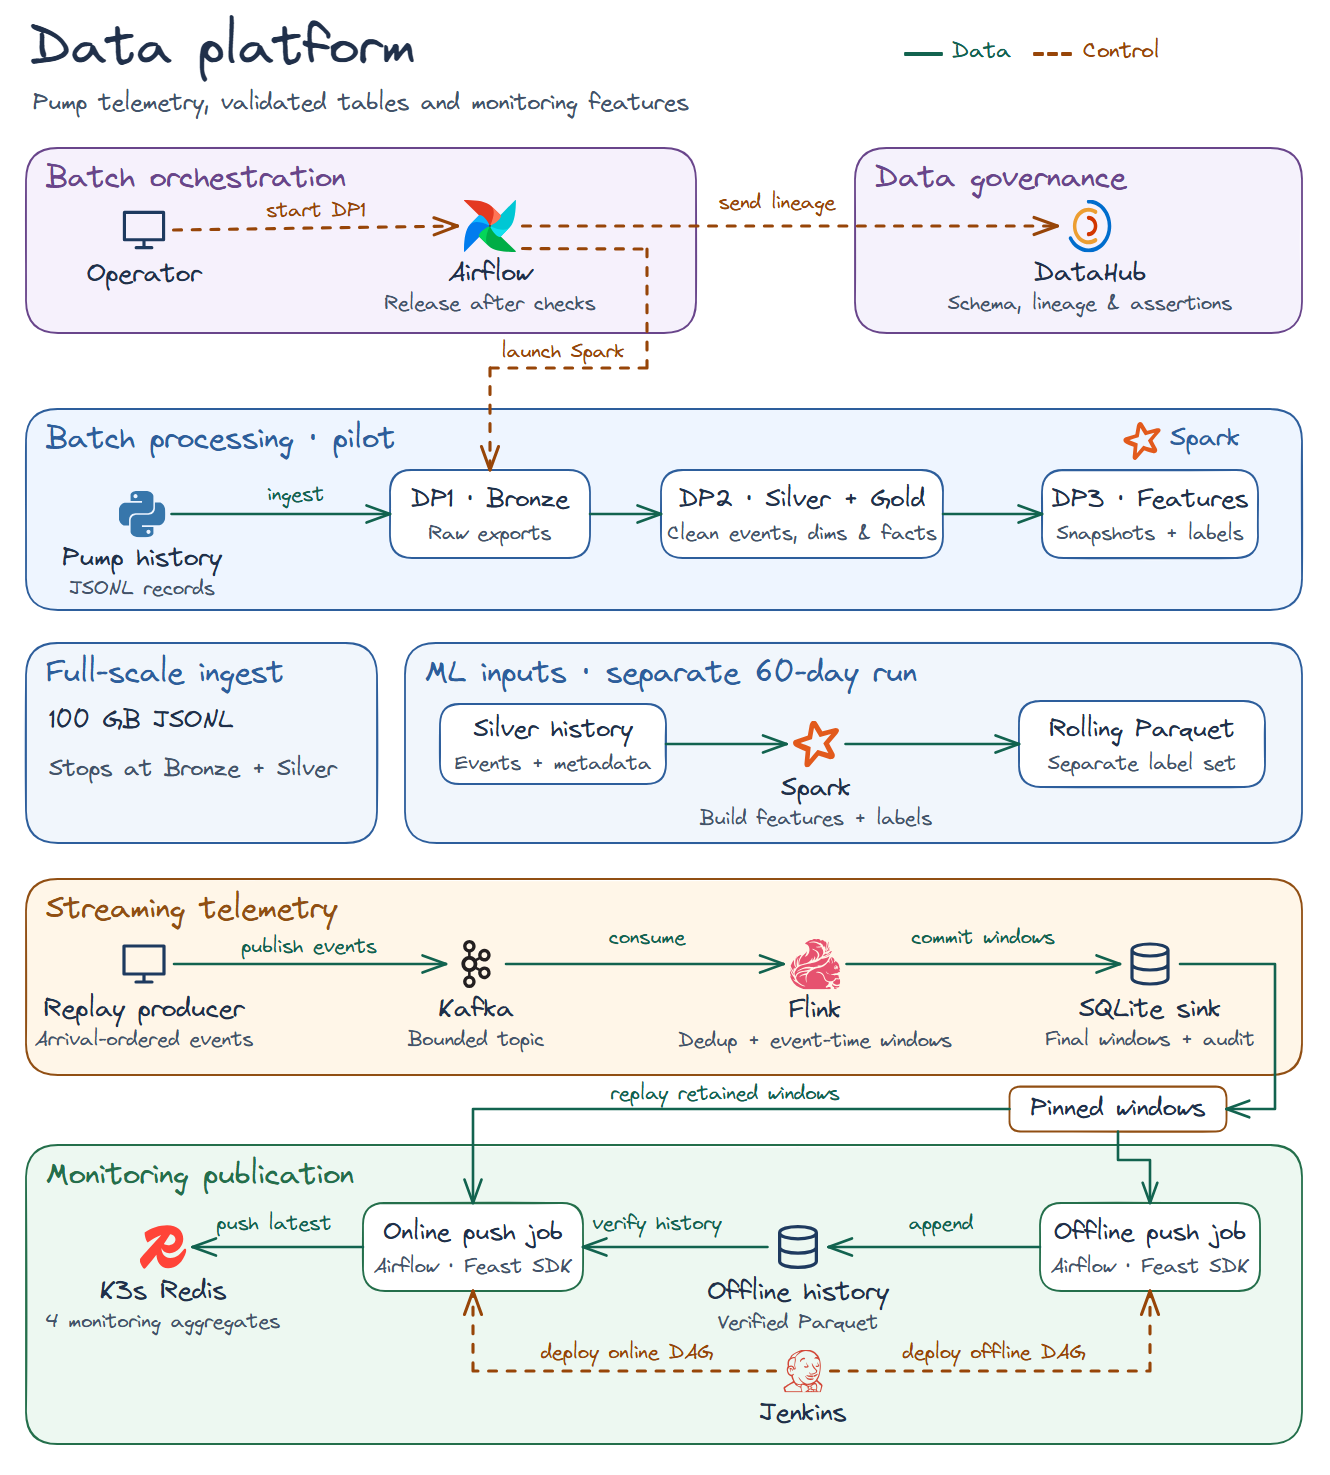 Data platform
Data
Control
Pump telemetry, validated tables and monitoring features
Batch orchestration
start DP1
Operator
Airflow
Release after checks
send lineage
Data governance
DataHub
Schema, lineage & assertions
launch Spark
Batch processing · pilot
Spark
ingest
Pump history
JSONL records
DP1 · Bronze
Raw exports
DP2 · Silver + Gold
Clean events, dims & facts
DP3 · Features
Snapshots + labels
Full-scale ingest
100 GB JSONL
Stops at Bronze + Silver
ML inputs · separate 60-day run
Silver history
Events + metadata
Spark
Build features + labels
Rolling Parquet
Separate label set
Streaming telemetry
publish events
consume
commit windows
Replay producer
Arrival-ordered events
Kafka
Bounded topic
Flink
Dedup + event-time windows
SQLite sink
Final windows + audit
replay retained windows
Pinned windows
Monitoring publication
push latest
K3s Redis
4 monitoring aggregates
Online push job
Airflow · Feast SDK
verify history
Offline history
Verified Parquet
append
Offline push job
Airflow · Feast SDK
deploy online DAG
deploy offline DAG
Jenkins